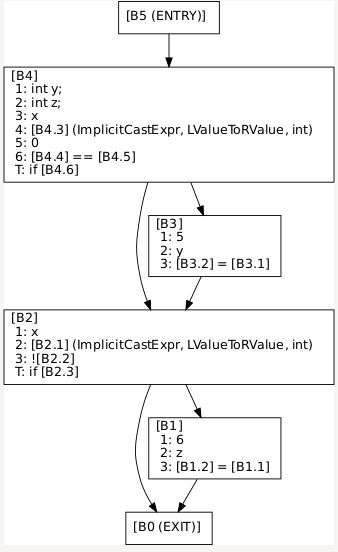 [B5 (ENTRY)]
[B4]
1: int y;
2: int z;
3: x
4: [B4.3] (ImplicitCastExpr, LValueToRValue, int)
5: 0
6: [B4.4] == [B4.5]
T: if [B4.6]
[B3]
1: 5
2: y
3: [B3.2] = [B3.1]
[B2]
1: x
2: [B2.1] (ImplicitCastExpr, LValueToRValue, int)
3: ![B2.2]
T: if [B2.3]
[B1]
1: 6
2: z
3: [B1.2] = [B1.1]
[B0 (EXIT)]